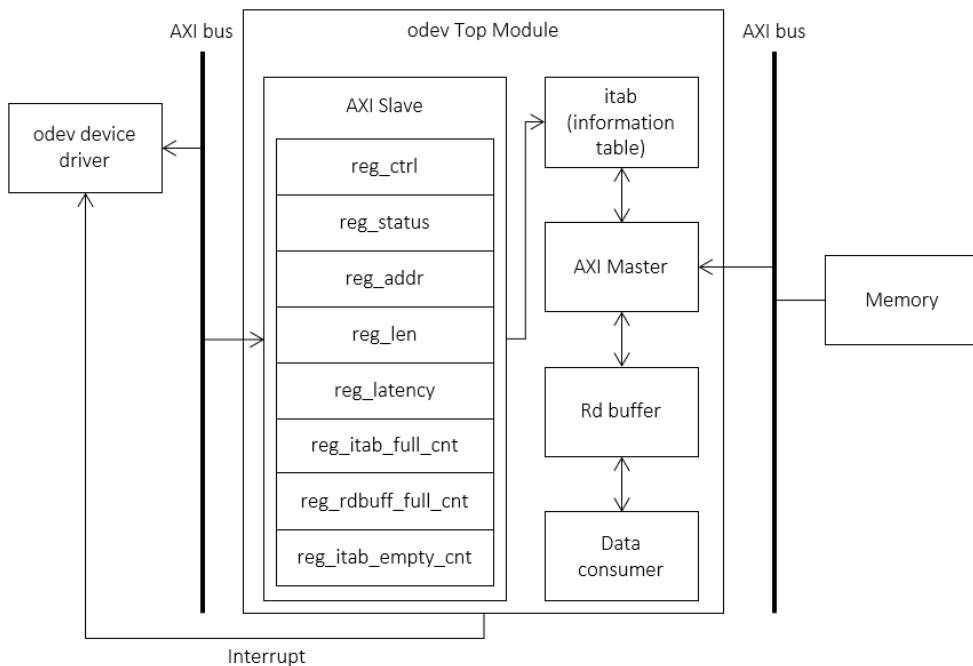 AXI bus
odev Top Module
AXI bus
AXI Slave
itab
(information
table)
odev device
driver
reg_ctrl
reg_status
reg_addr
AXI Master
Memory
reg_len
reg_latency
Rd buffer
reg_itab_full_cnt
reg_rdbuff_full_cnt
Data
consumer
reg_itab_empty_cnt
Interrupt